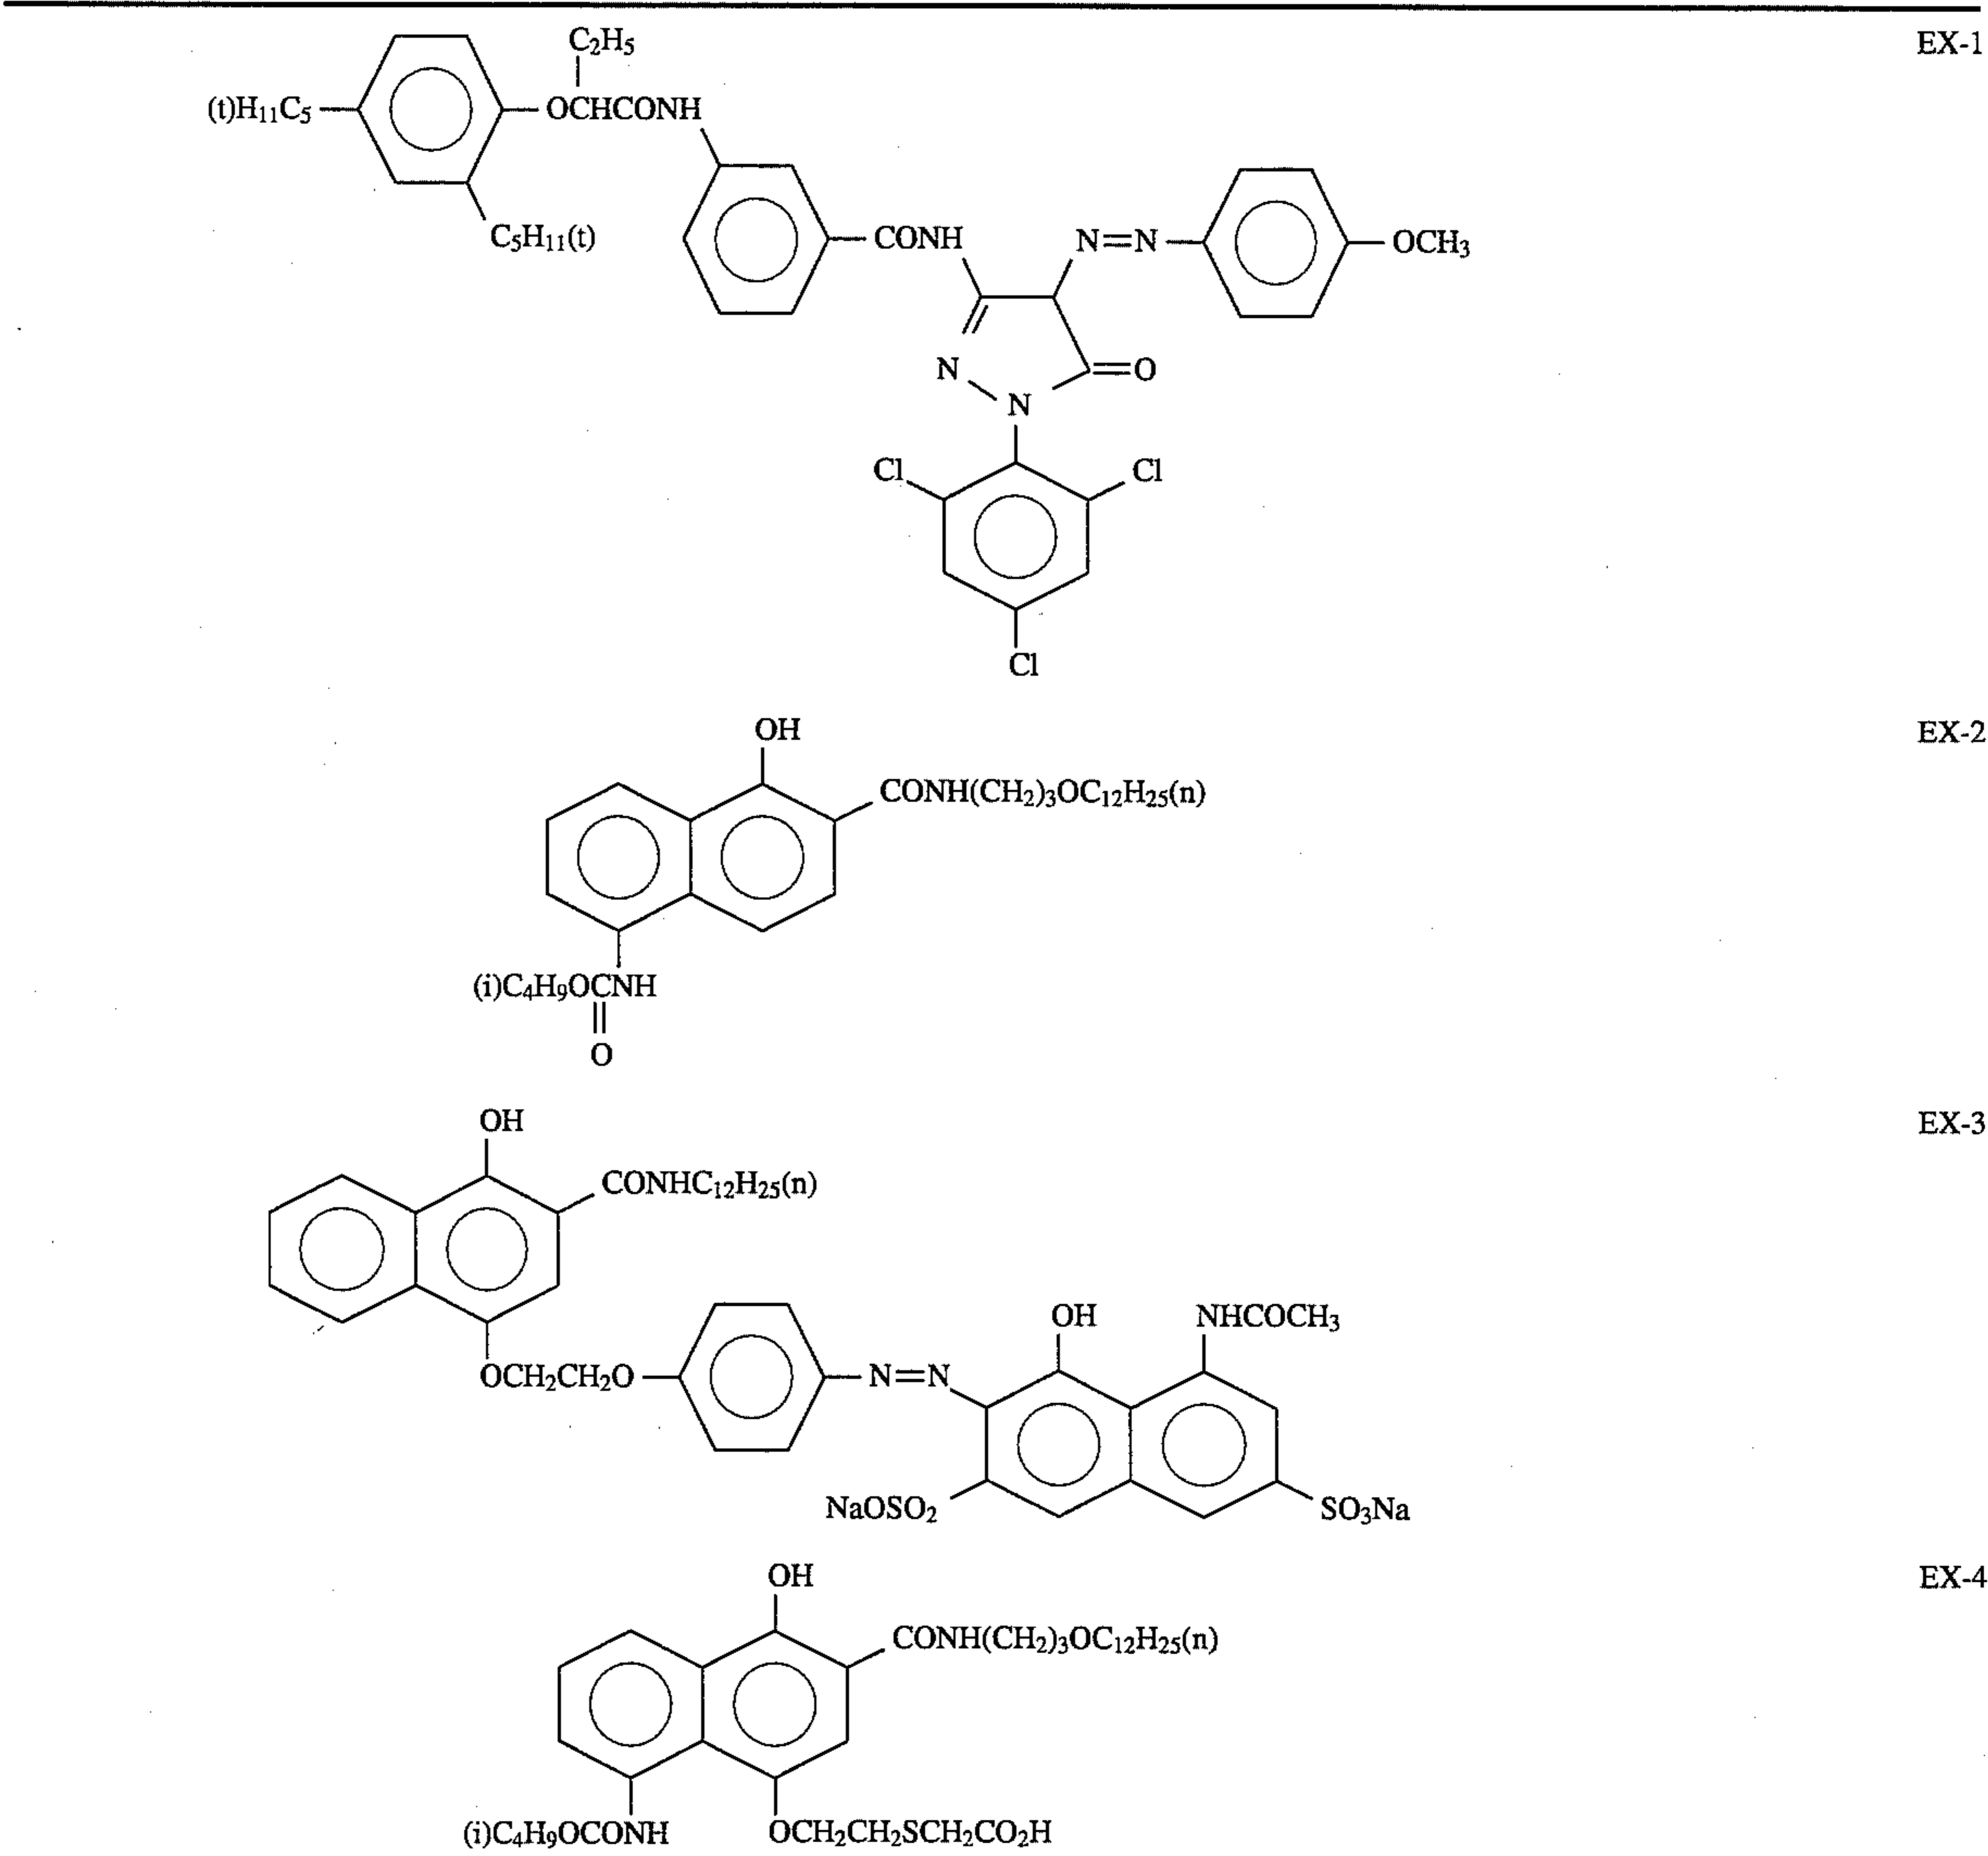 EX-1
C2H5
(t)H11C5 OCHCONH
C5H11(t) CONH N=N OCH3
N =O
N
Cl Cl
Cl
EX-2
OH
CONH(CH2)3OC12H25(n)
(i)C4H9OCNH
O
EX-3
OH
CONHC12H25(n)
OH NHCOCH3
OCH2CH2O N=N
NaOSO2 SO3Na
EX-4
OH
CONH(CH2)3OC12H25(n)
(i)C4H9OCONH OCH2CH2SCH2CO2H